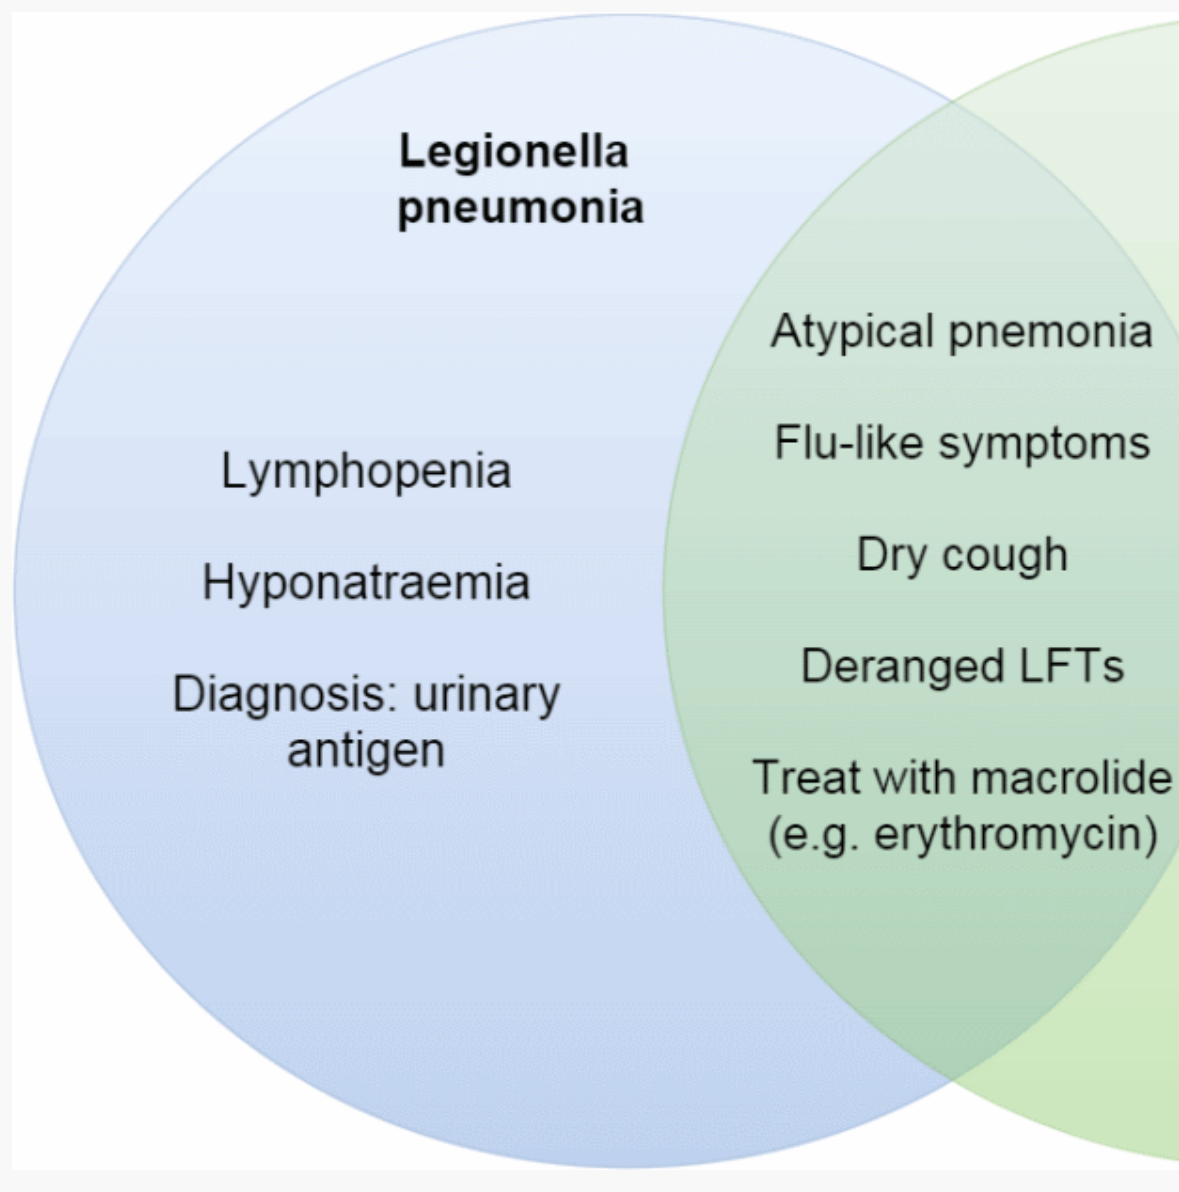 Legionella
pneumonia
Lymphopenia
Hyponatraemia
Diagnosis: urinary
antigen
Atypical pnemonia
Flu-like symptoms
Dry cough
Deranged LFTs
Treat with macrolide
(e.g. erythromycin)